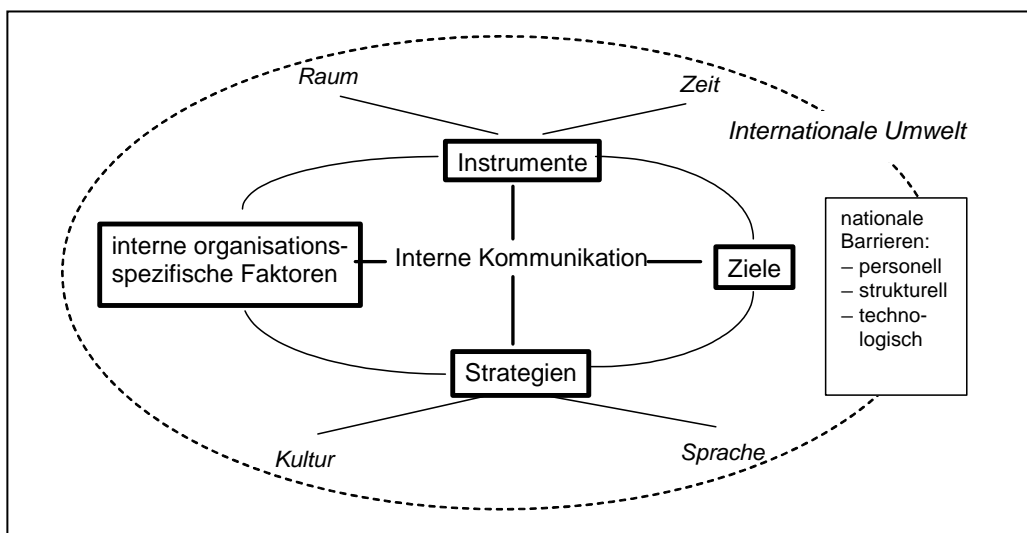 Raum
Zeit
Internationale Umwelt
Instrumente
interne organisations-
spezifische Faktoren
Interne Kommunikation
Ziele
nationale
Barrieren:
– personell
– strukturell
– techno-
logisch
Strategien
Kultur
Sprache